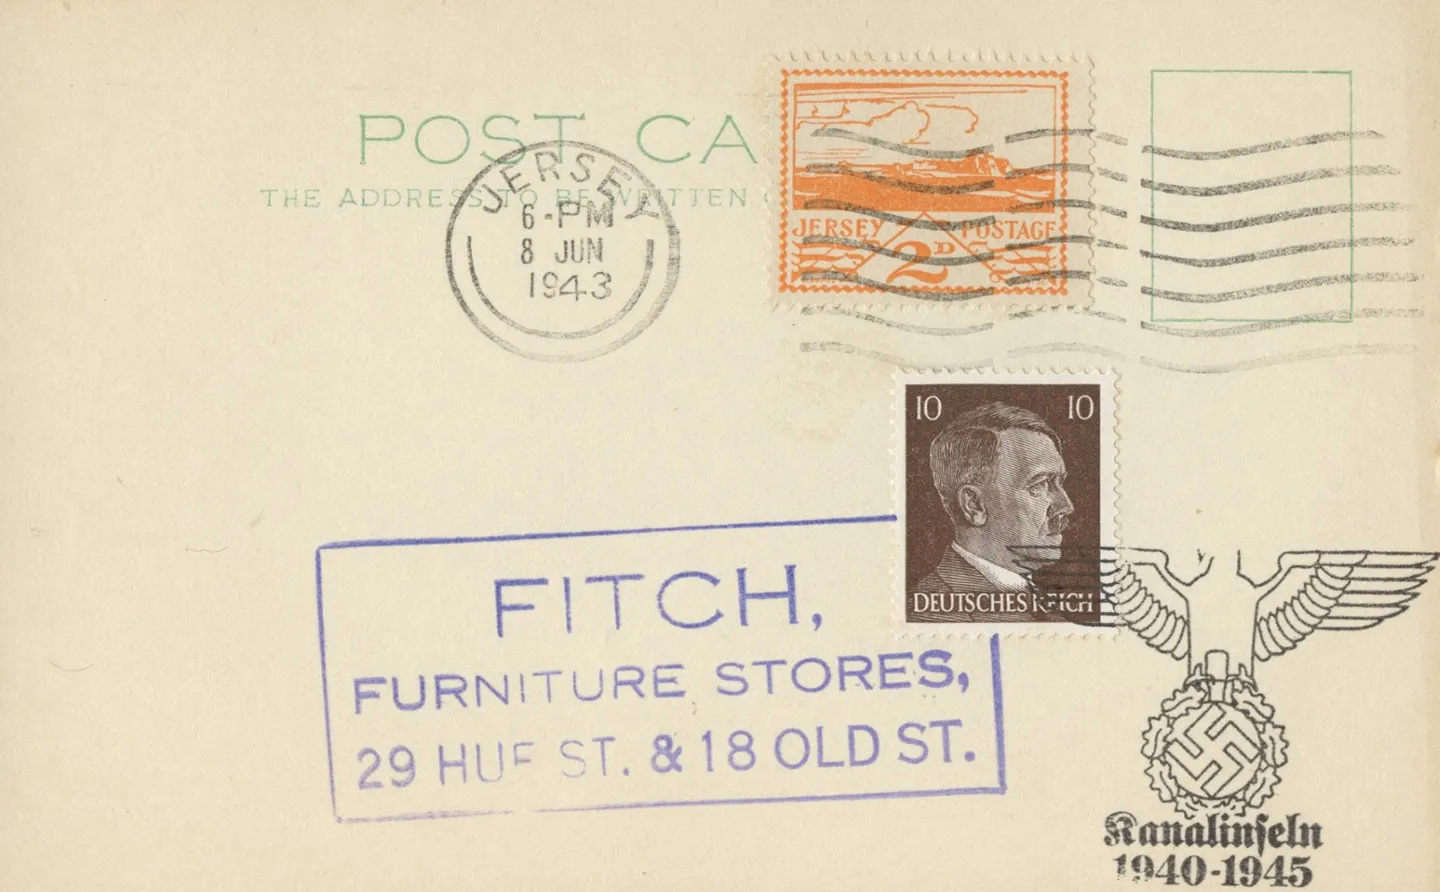 POST CA
THE ADDRESS TO BE WRITTEN
JERSEY
6-PM
8 JUN
1943
JERSEY POSTAGE
2D
10 10
DEUTSCHES REICH
FITCH,
FURNITURE STORES,
29 HUE ST. & 18 OLD ST.
Kanalinseln
1940-1945